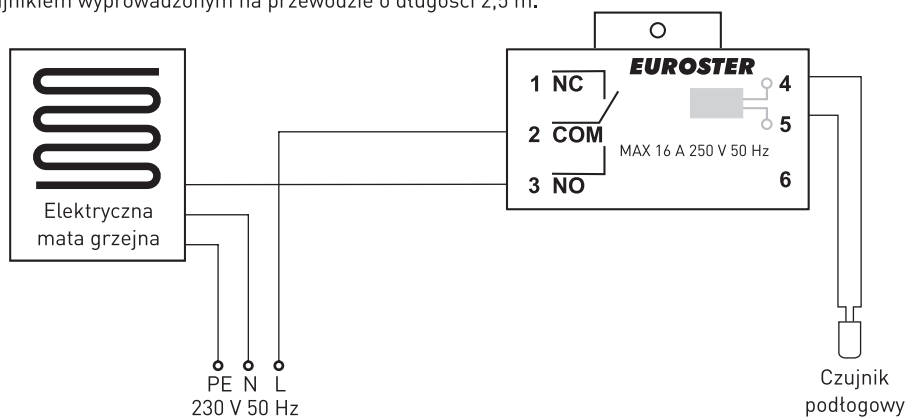 ujnikiem wyprowadzonym na przewodzie o długości 2,5 m.
EUROSTER
1 NC
2 COM
3 NO
4
5
6
MAX 16 A 250 V 50 Hz
Elektryczna
mata grzejna
PE N L
230 V 50 Hz
Czujnik
podłogowy